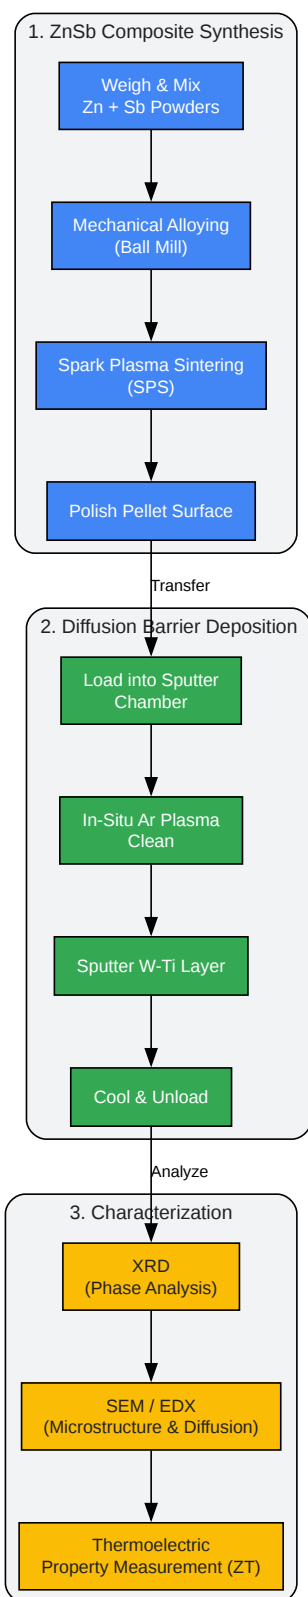 1. ZnSb Composite Synthesis
Weigh & Mix
Zn + Sb Powders
Mechanical Alloying
(Ball Mill)
Spark Plasma Sintering
(SPS)
Polish Pellet Surface
Transfer
2. Diffusion Barrier Deposition
Load into Sputter
Chamber
In-Situ Ar Plasma
Clean
Sputter W-Ti Layer
Cool & Unload
Analyze
3. Characterization
XRD
(Phase Analysis)
SEM / EDX
(Microstructure & Diffusion)
Thermoelectric
Property Measurement (ZT)